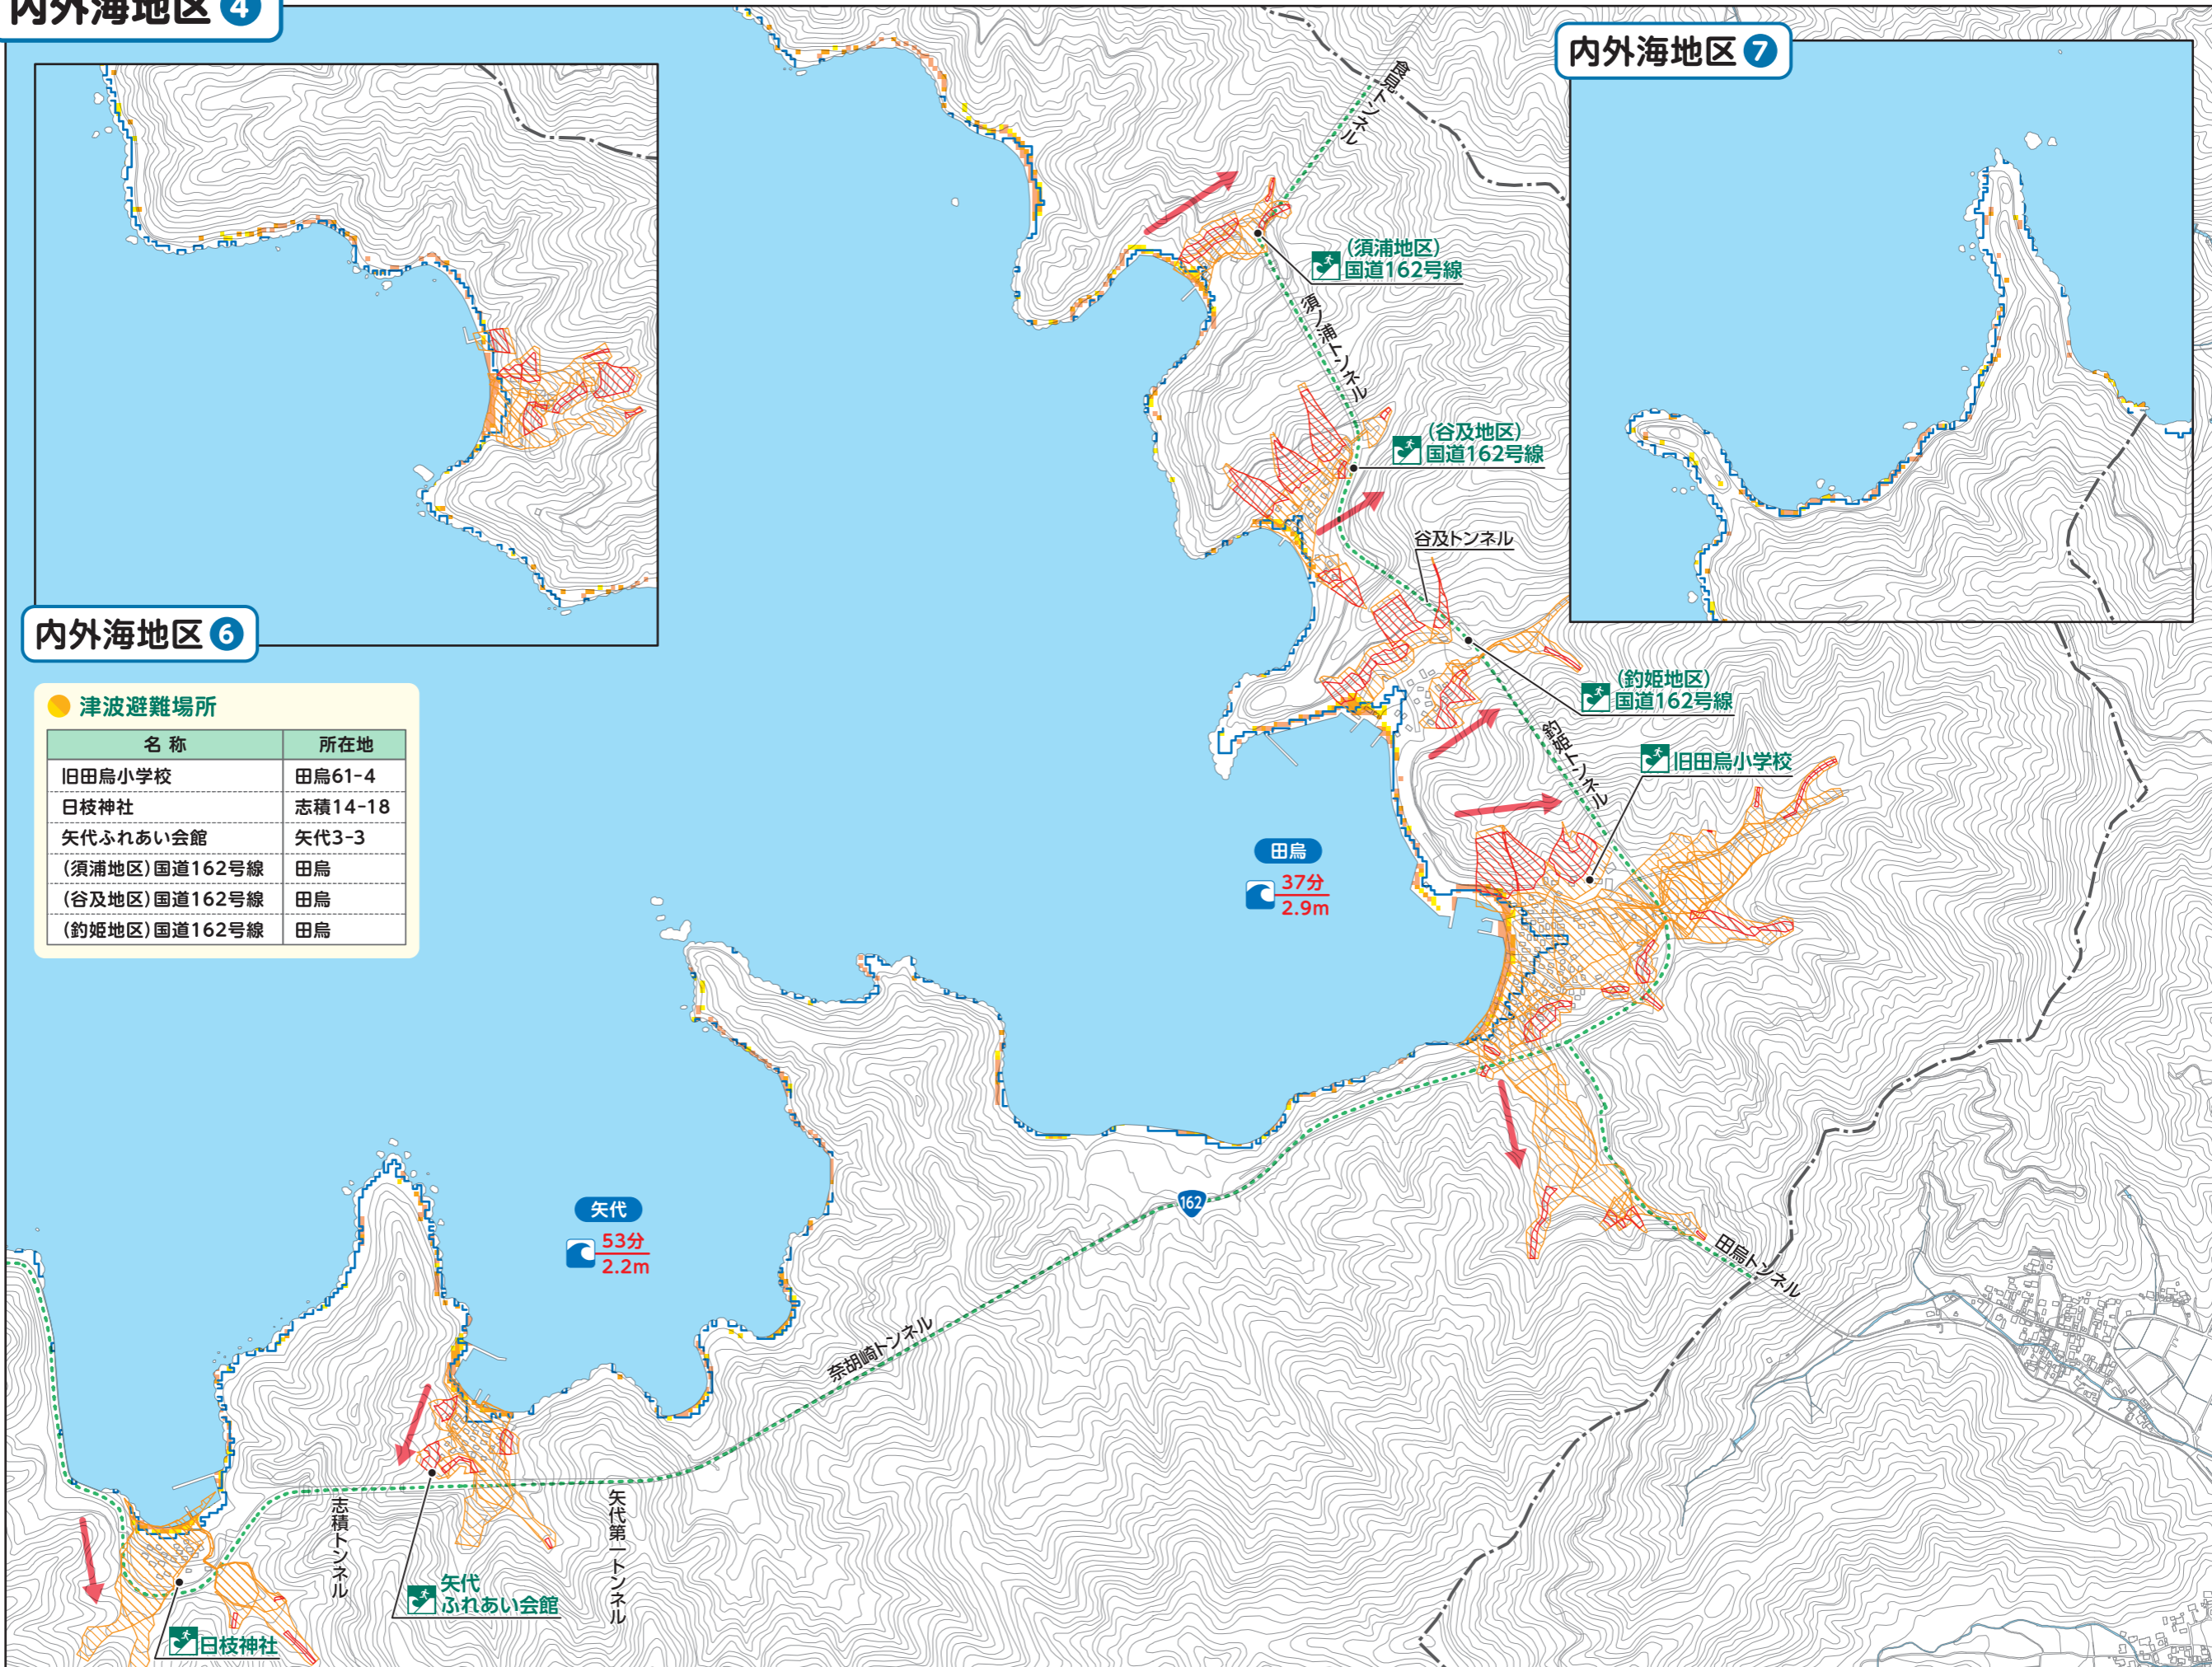 内外海地区 4
内外海地区 7
食見トンネル
(須浦地区)
国道162号線
須ノ浦トンネル
(谷及地区)
国道162号線
谷及トンネル
内外海地区 6
(釣姫地区)
国道162号線
釣姫トンネル
旧田烏小学校
津波避難場所
名 称 所在地
旧田烏小学校 田烏61-4
日枝神社 志積14-18
矢代ふれあい会館 矢代3-3
(須浦地区)国道162号線 田烏
(谷及地区)国道162号線 田烏
(釣姫地区)国道162号線 田烏
田烏
37分
2.9m
矢代
53分
2.2m
162
田烏トンネル
奈胡崎トンネル
志積トンネル
矢代第一トンネル
矢代
ふれあい会館
日枝神社